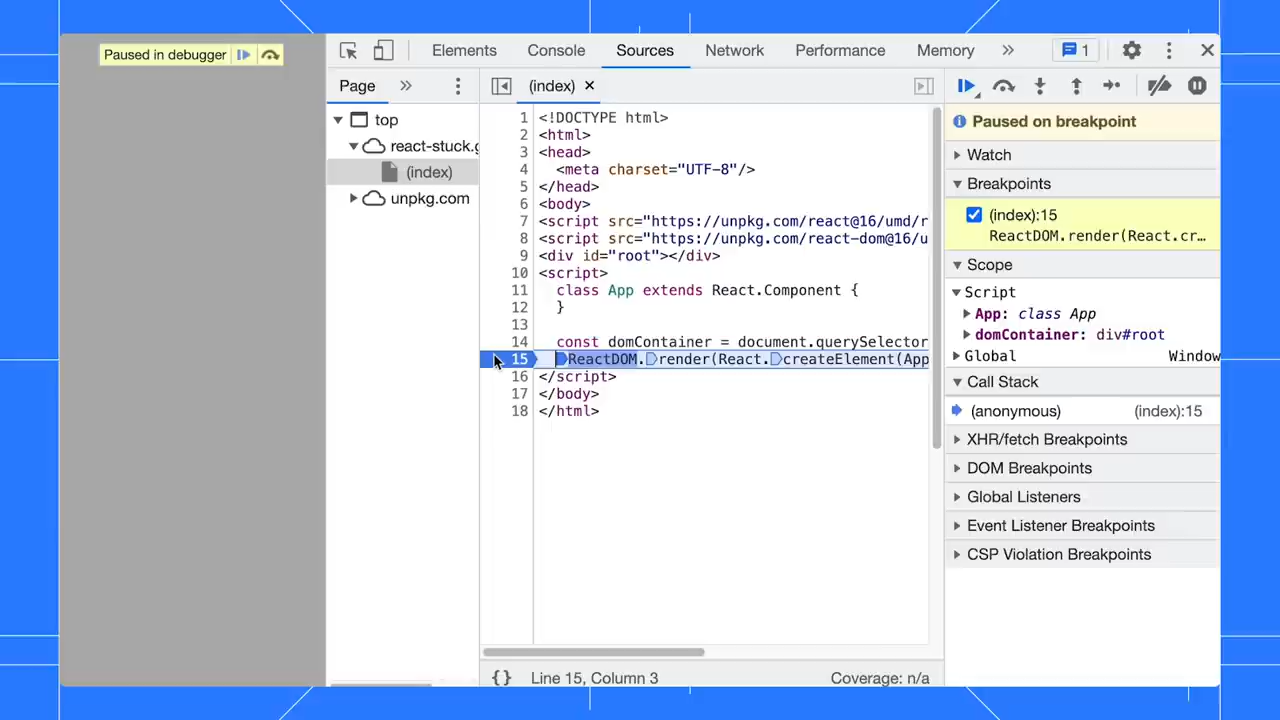 Paused in debugger
Elements Console Sources Network Performance Memory » 1
Page »
(index) ×
top
react-stuck.g
(index)
unpkg.com
1 <!DOCTYPE html>
2 <html>
3 <head>
4 <meta charset="UTF-8"/>
5 </head>
6 <body>
7 <script src="https://unpkg.com/react@16/umd/r
8 <script src="https://unpkg.com/react-dom@16/u
9 <div id="root"></div>
10 <script>
11 class App extends React.Component {
12 }
13
14 const domContainer = document.querySelector
15 ReactDOM.render(React.createElement(App
16 </script>
17 </body>
18 </html>
{} Line 15, Column 3
Coverage: n/a
Paused on breakpoint
Watch
Breakpoints
(index):15
ReactDOM.render(React.cr…
Scope
Script
App: class App
domContainer: div#root
Global Window
Call Stack
(anonymous) (index):15
XHR/fetch Breakpoints
DOM Breakpoints
Global Listeners
Event Listener Breakpoints
CSP Violation Breakpoints